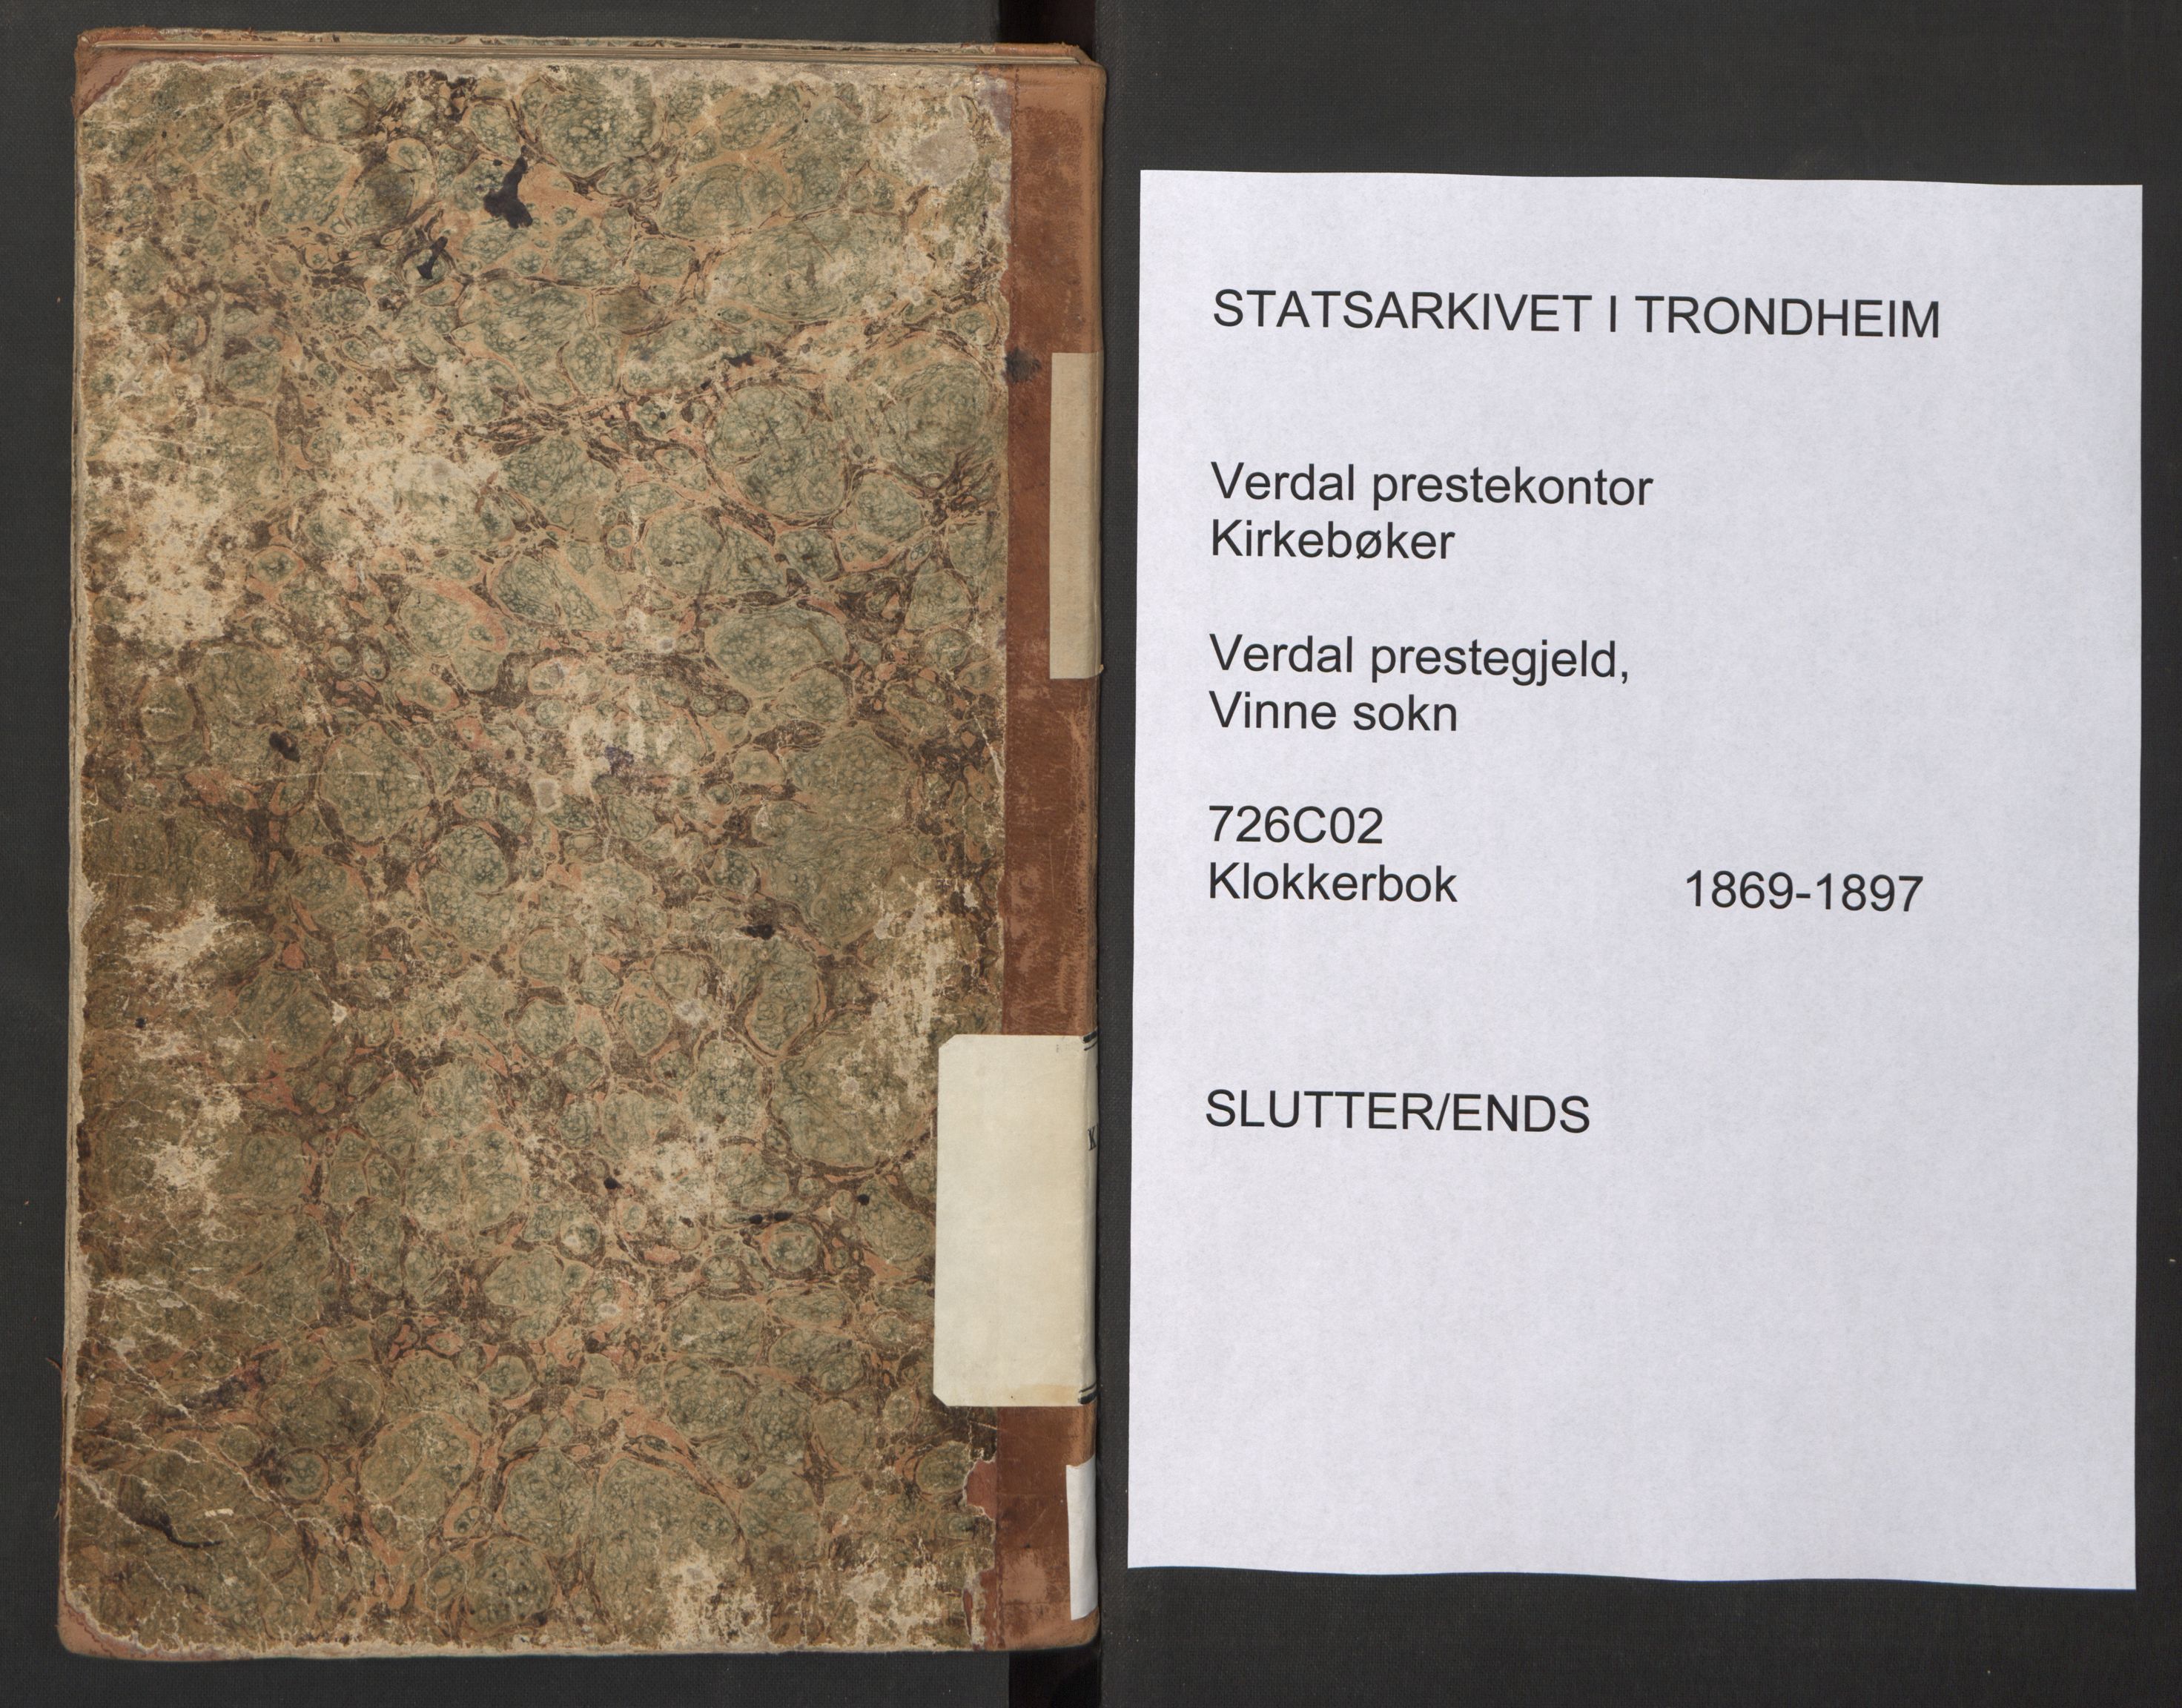 STATSARKIVET I TRONDHEIM
Verdal prestekontor
Kirkebøker
Verdal prestegjeld,
Vinne sokn
726C02
Klokkerbok 1869-1897
SLUTTER/ENDS